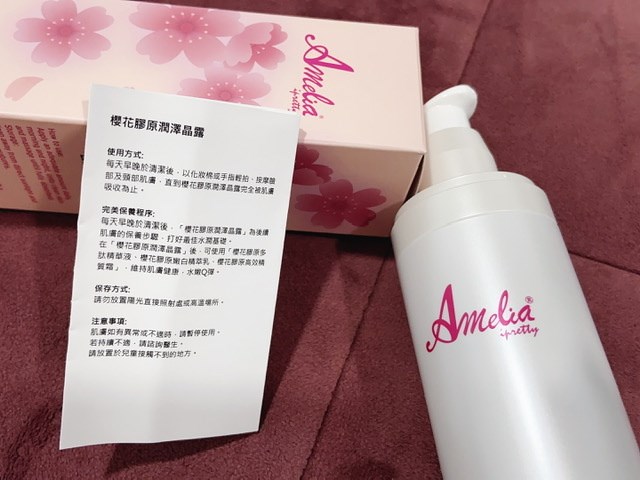 Amelia®
ipretty
櫻花膠原潤澤晶露
使用方式:
每天早晚於清潔後，以化妝棉或手指輕拍、按摩臉
部及頸部肌膚、直到櫻花膠原潤澤晶露完全被肌膚
吸收為止。
完美保養程序:
每天早晚於清潔後，「櫻花膠原潤澤晶露」為後續
肌膚的保養步驟，打好最佳水潤基礎。
在「櫻花膠原潤澤晶露」後，可使用「櫻花膠原多
肽精華液、櫻花膠原嫩白精萃乳、櫻花膠原高效精
質霜」，維持肌膚健康，水嫩Q彈。
保存方式:
請勿放置陽光直接照射處或高溫場所。
注意事項:
肌膚如有異常或不適時，請暫停使用。
若持續不適，請諮詢醫生。
請放置於兒童接觸不到的地方。
Amelia®
ipretty